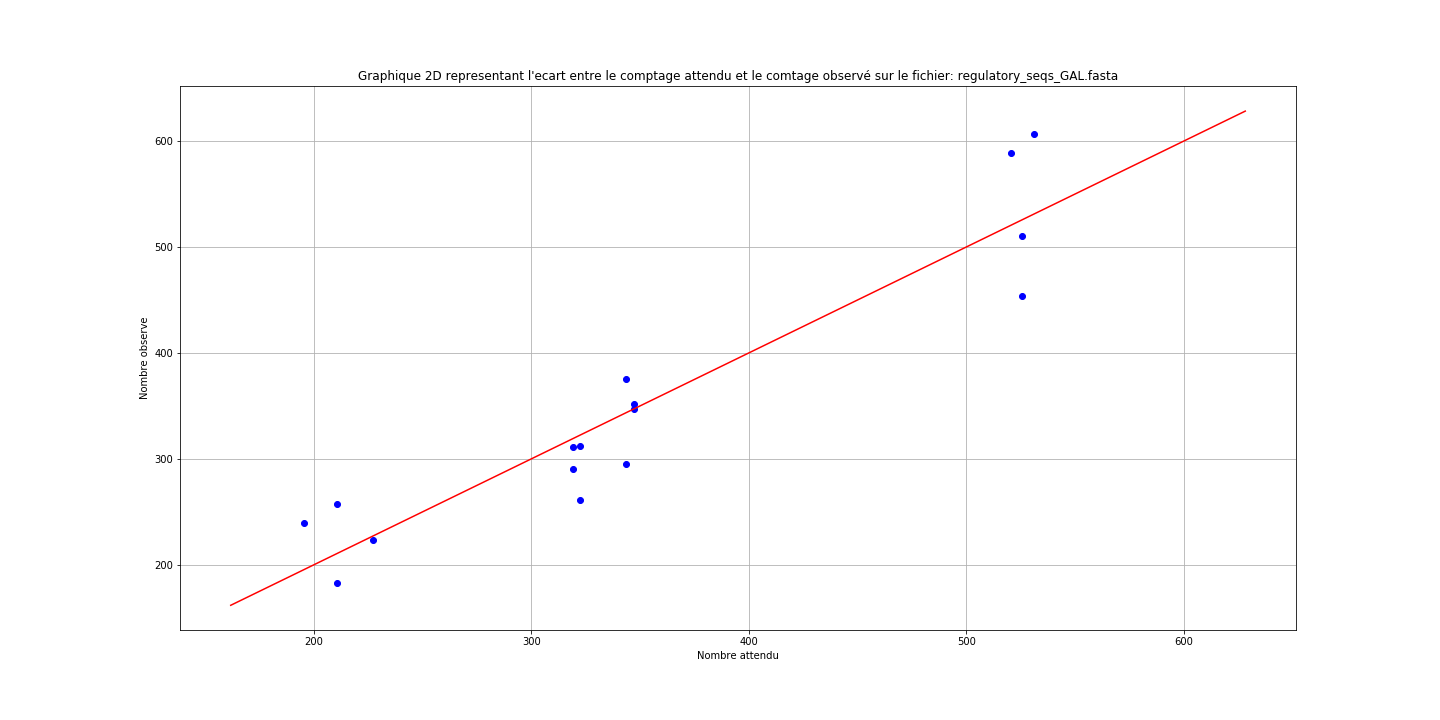 Graphique 2D representant l'ecart entre le comptage attendu et le comtage observé sur le fichier: regulatory_seqs_GAL.fasta
600
500
400
300
200
Nombre observe
200 300 400 500 600
Nombre attendu